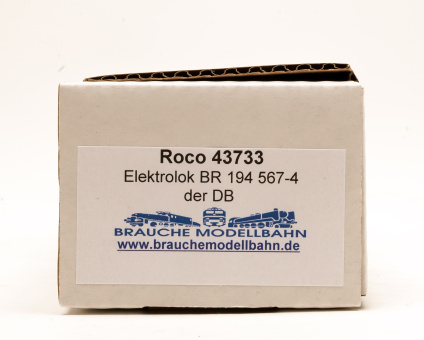 Roco 43733
Elektrolok BR 194 567-4
der DB
BRAUCHE MODELLBAHN
www.brauchemodellbahn.de